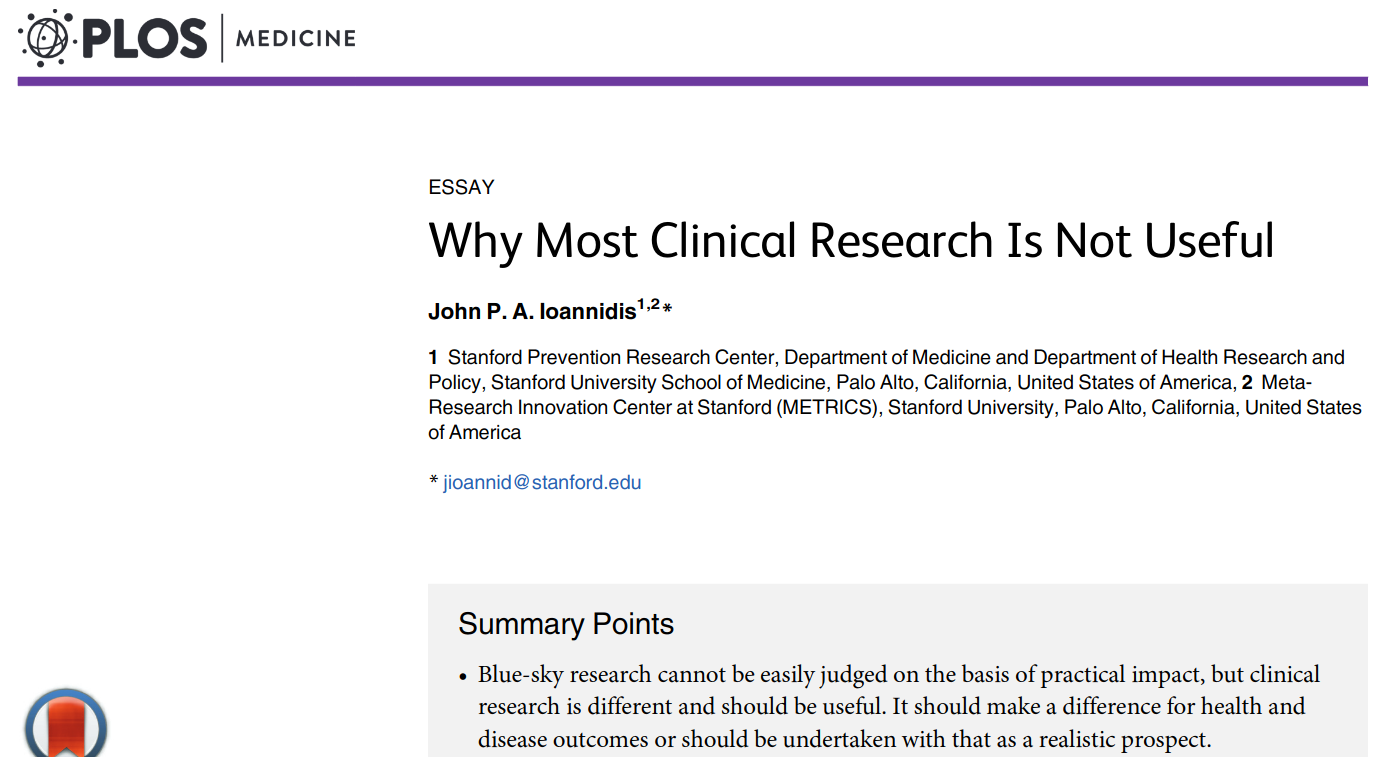 PLOS | MEDICINE
ESSAY
Why Most Clinical Research Is Not Useful
John P. A. Ioannidis1,2*
1 Stanford Prevention Research Center, Department of Medicine and Department of Health Research and
Policy, Stanford University School of Medicine, Palo Alto, California, United States of America, 2 Meta-
Research Innovation Center at Stanford (METRICS), Stanford University, Palo Alto, California, United States
of America
* jioannid@stanford.edu
Summary Points
• Blue-sky research cannot be easily judged on the basis of practical impact, but clinical
research is different and should be useful. It should make a difference for health and
disease outcomes or should be undertaken with that as a realistic prospect.